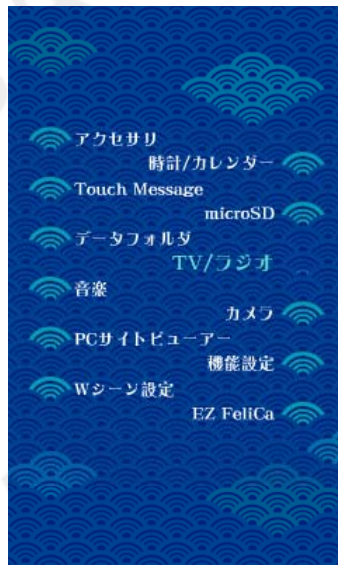 アクセサリ
時計/カレンダー
Touch Message
microSD
データフォルダ
TV/ラジオ
音楽
カメラ
PCサイトビューアー
機能設定
Wシーン設定
EZ FeliCa